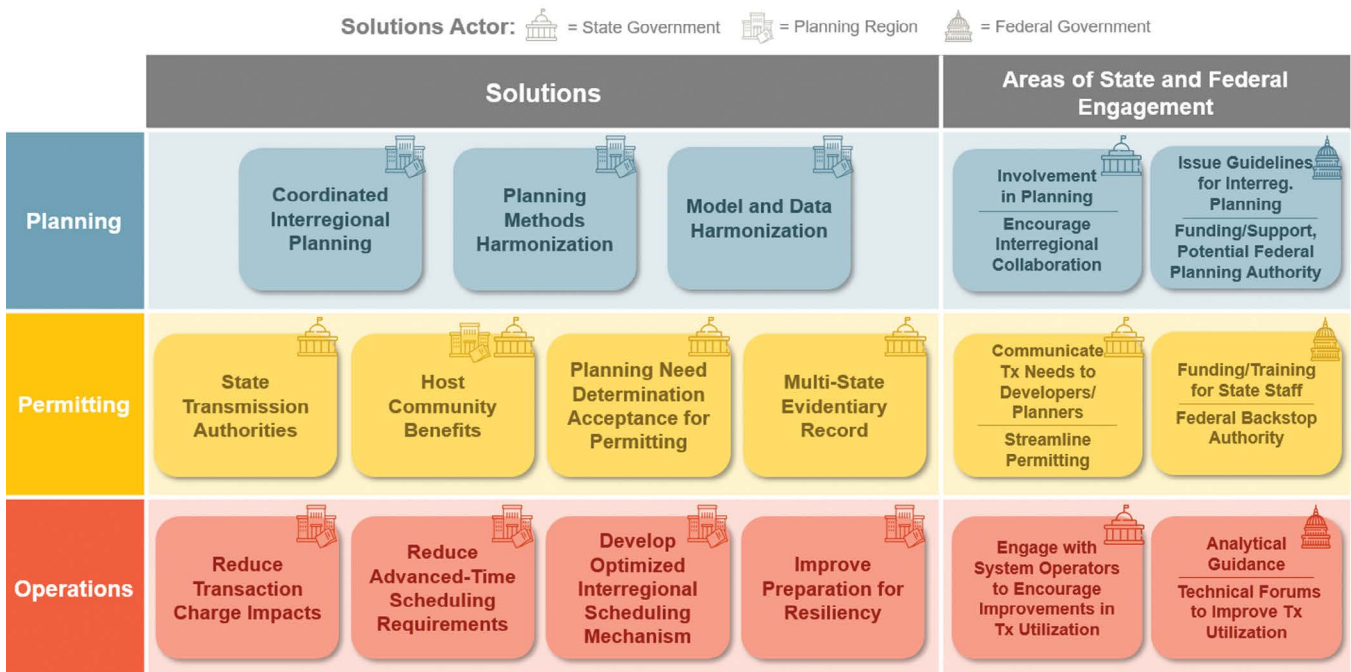 Solutions Actor: = State Government = Planning Region = Federal Government
Solutions
Areas of State and Federal
Engagement
Planning
Coordinated
Interregional
Planning
Planning
Methods
Harmonization
Model and Data
Harmonization
Involvement
in Planning
Encourage
Interregional
Collaboration
Issue Guidelines
for Interreg.
Planning
Funding/Support,
Potential Federal
Planning Authority
Permitting
State
Transmission
Authorities
Host
Community
Benefits
Planning Need
Determination
Acceptance for
Permitting
Multi-State
Evidentiary
Record
Communicate
Tx Needs to
Developers/
Planners
Streamline
Permitting
Funding/Training
for State Staff
Federal Backstop
Authority
Operations
Reduce
Transaction
Charge Impacts
Reduce
Advanced-Time
Scheduling
Requirements
Develop
Optimized
Interregional
Scheduling
Mechanism
Improve
Preparation for
Resiliency
Engage with
System Operators
to Encourage
Improvements in
Tx Utilization
Analytical
Guidance
Technical Forums
to Improve Tx
Utilization